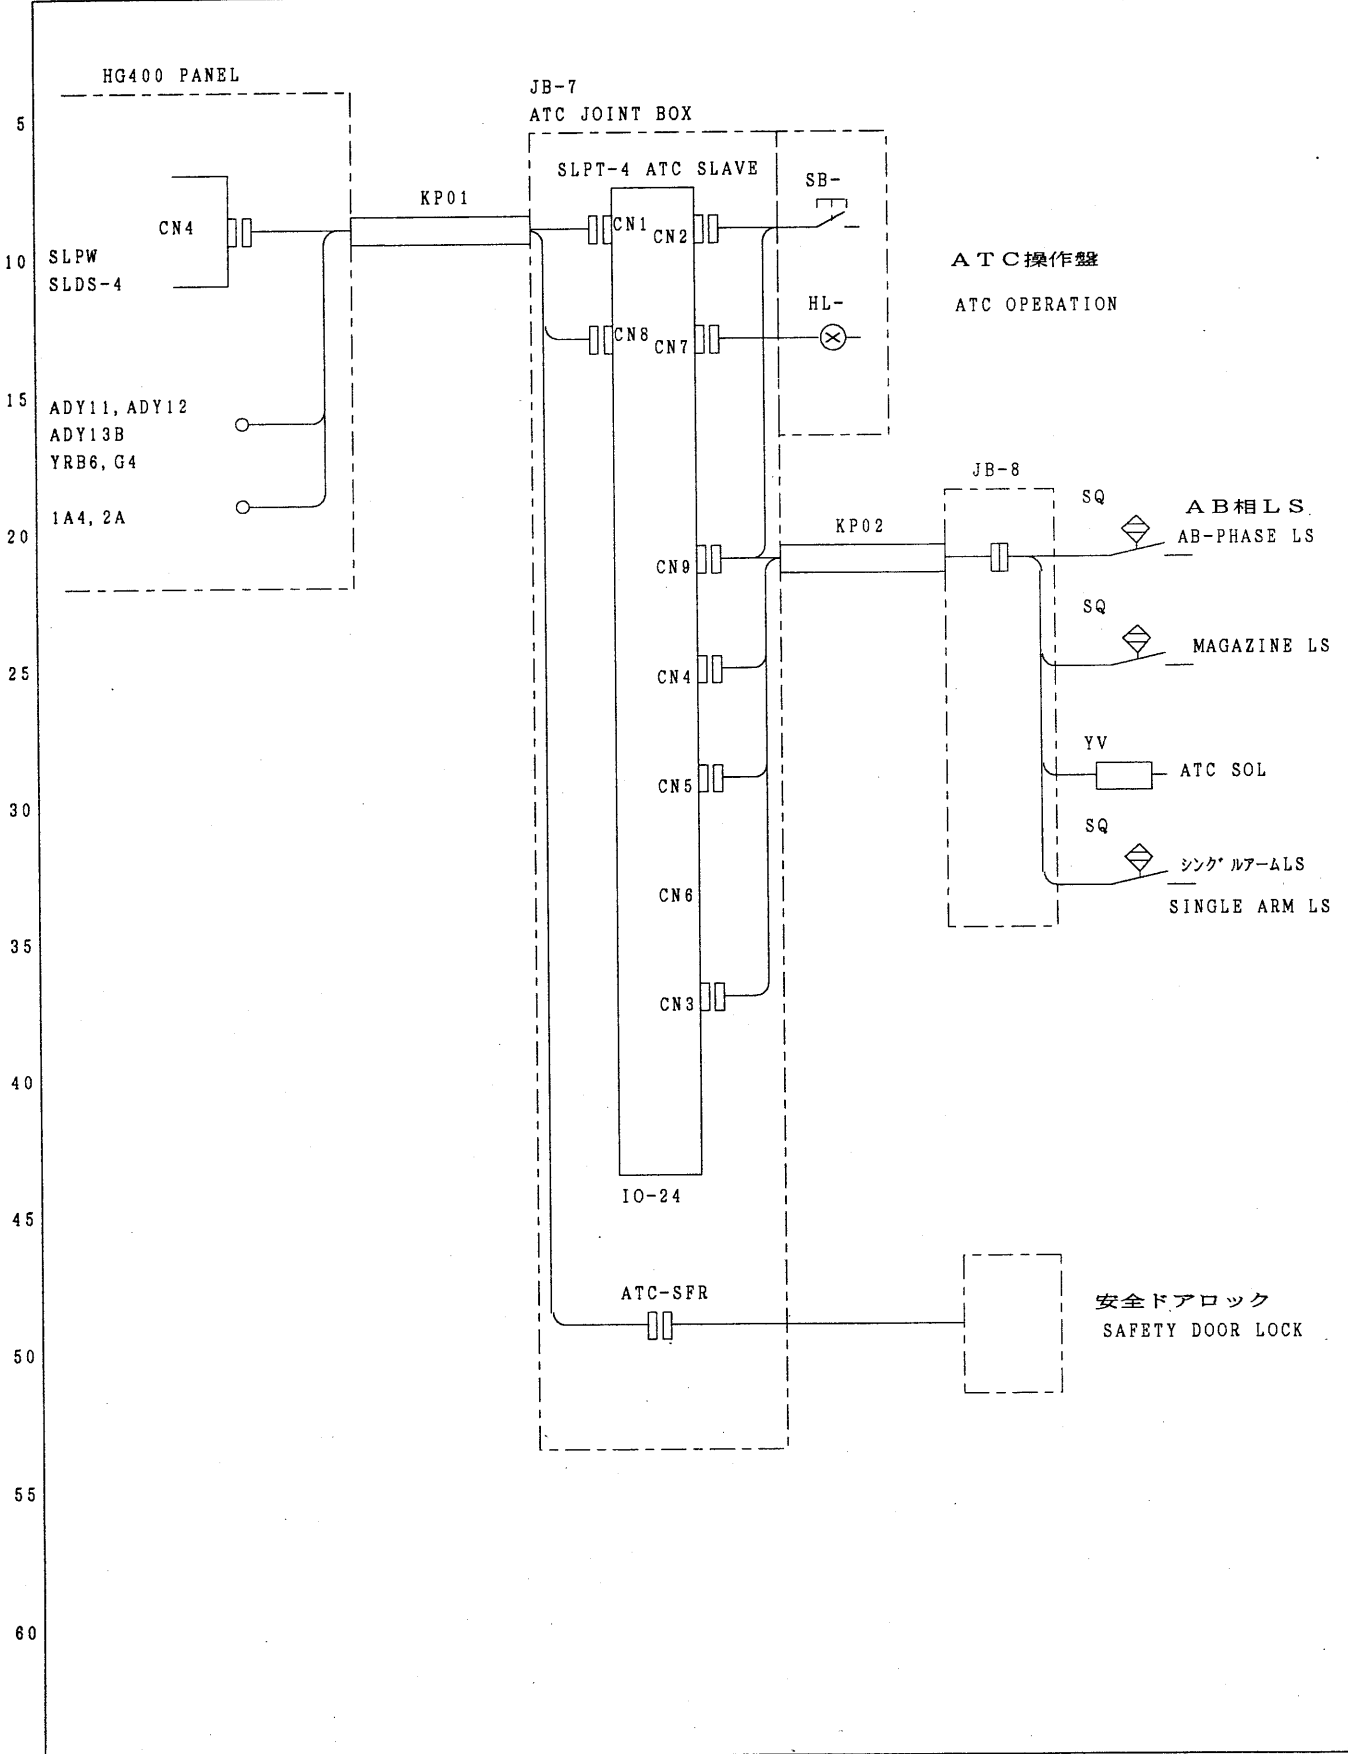 HG400 PANEL
JB-7
ATC JOINT BOX
5
SLPT-4 ATC SLAVE
SB-
KP01
CN4
CN1
CN2
10
SLPW
SLDS-4
ATC操作盤
ATC OPERATION
HL-
CN8
CN7
15
ADY11, ADY12
ADY13B
YRB6, G4
1A4, 2A
JB-8
SQ
AB相LS
AB-PHASE LS
20
KP02
CN9
SQ
MAGAZINE LS
25
CN4
YV
ATC SOL
CN5
30
SQ
シングルアームLS
SINGLE ARM LS
CN6
35
CN3
40
IO-24
45
ATC-SFR
安全ドアロック
SAFETY DOOR LOCK
50
55
60